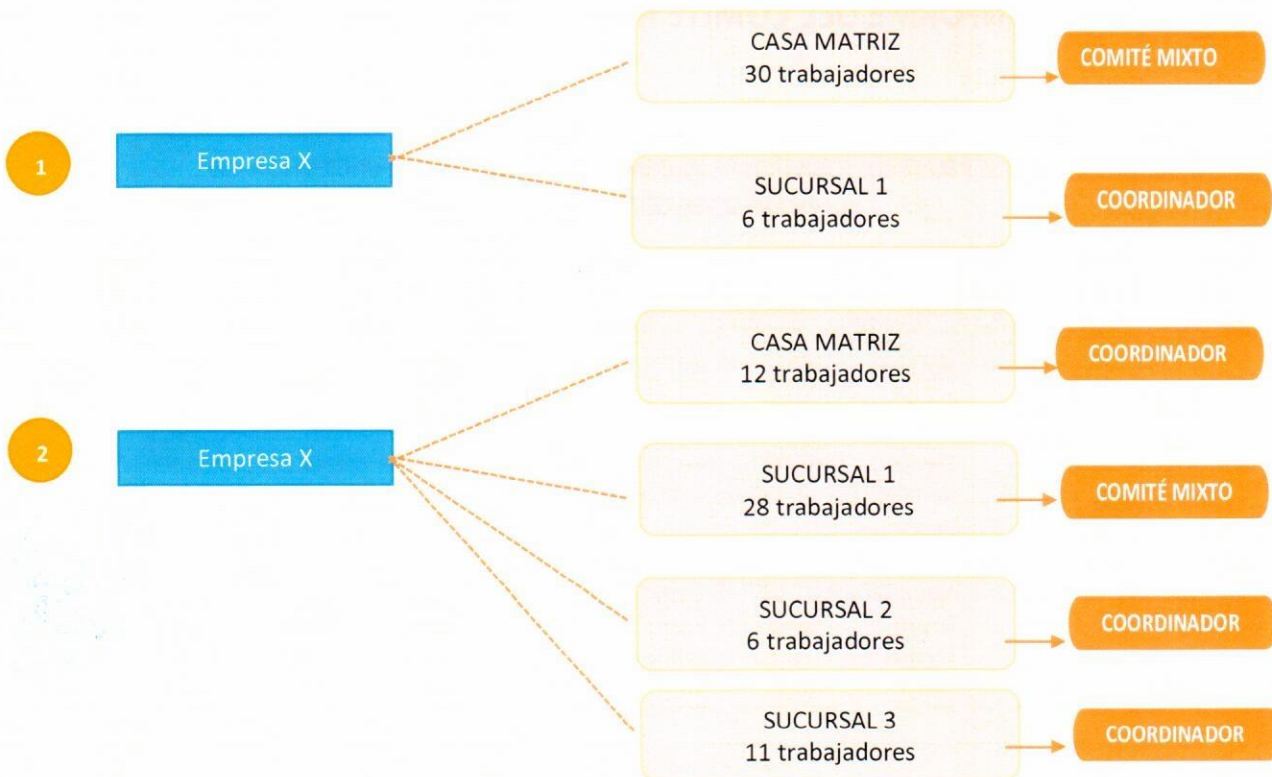 1
Empresa X
CASA MATRIZ
30 trabajadores
COMITÉ MIXTO
SUCURSAL 1
6 trabajadores
COORDINADOR
2
Empresa X
CASA MATRIZ
12 trabajadores
COORDINADOR
SUCURSAL 1
28 trabajadores
COMITÉ MIXTO
SUCURSAL 2
6 trabajadores
COORDINADOR
SUCURSAL 3
11 trabajadores
COORDINADOR